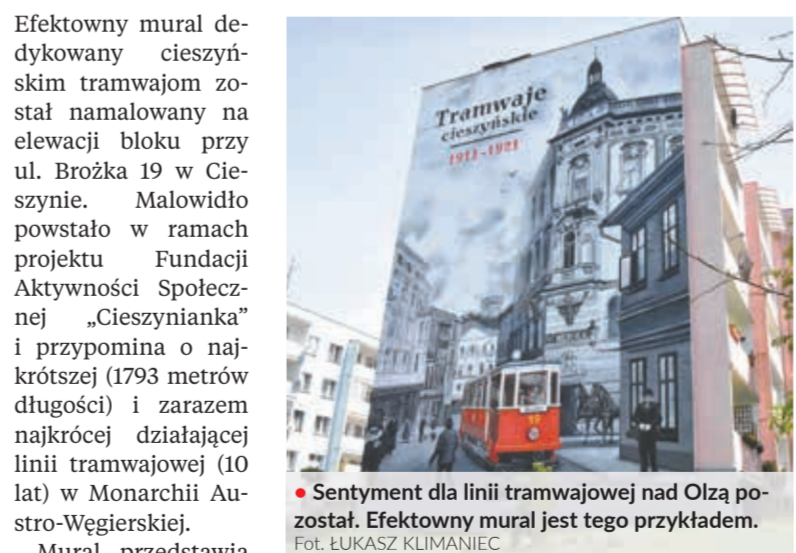 Efektowny mural de-
dykowany cieszyń-
skim tramwajom zo-
stał namalowany na
elewacji bloku przy
ul. Brożka 19 w Cie-
szynie. Malowidło
powstało w ramach
projektu Fundacji
Aktywności Społecz-
nej „Cieszynianka”
i przypomina o naj-
krótszej (1793 metrów
długości) i zarazem
najkrócej działającej
linii tramwajowej (10
lat) w Monarchii Au-
stro-Węgierskiej.
Mural przedstawia
Tramwaje
cieszyńskie
1911-1921
• Sentyment dla linii tramwajowej nad Olzą po-
został. Efektowny mural jest tego przykładem.
Fot. ŁUKASZ KLIMANIEC